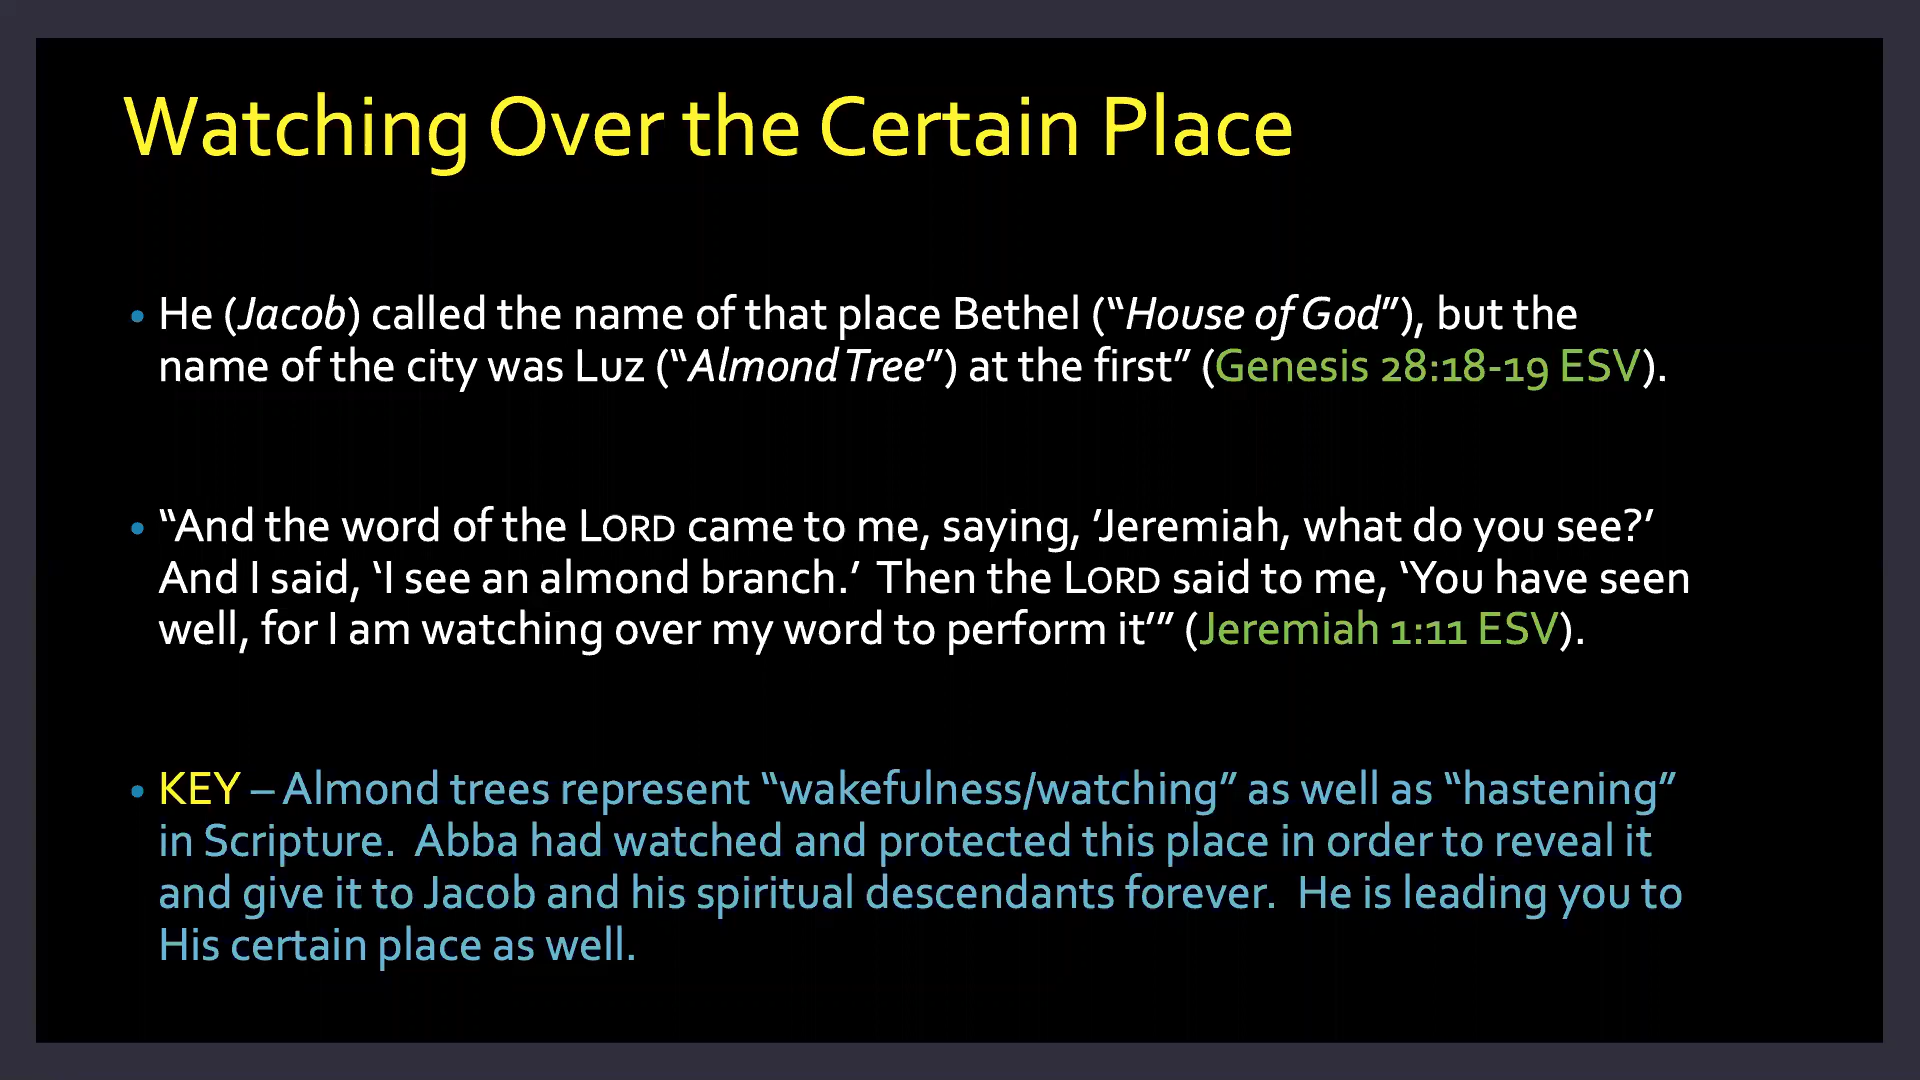 Watching Over the Certain Place
• He (Jacob) called the name of that place Bethel (“House of God”), but the
name of the city was Luz (“Almond Tree”) at the first” (Genesis 28:18-19 ESV).
• “And the word of the LORD came to me, saying, ’Jeremiah, what do you see?’
And I said, ‘I see an almond branch.’  Then the LORD said to me, ‘You have seen
well, for I am watching over my word to perform it’” (Jeremiah 1:11 ESV).
• KEY – Almond trees represent “wakefulness/watching” as well as “hastening”
in Scripture.  Abba had watched and protected this place in order to reveal it
and give it to Jacob and his spiritual descendants forever.  He is leading you to
His certain place as well.